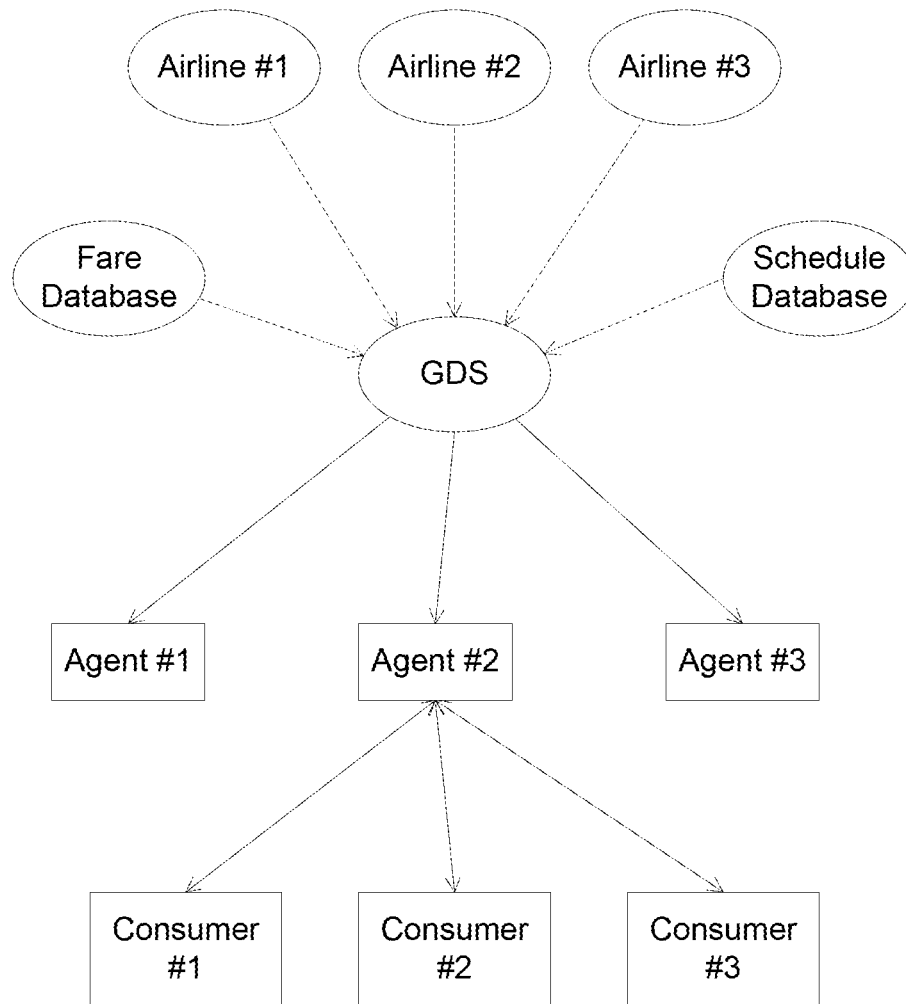 Airline #1
Airline #2
Airline #3
Fare
Database
Schedule
Database
GDS
Agent #1
Agent #2
Agent #3
Consumer
#1
Consumer
#2
Consumer
#3